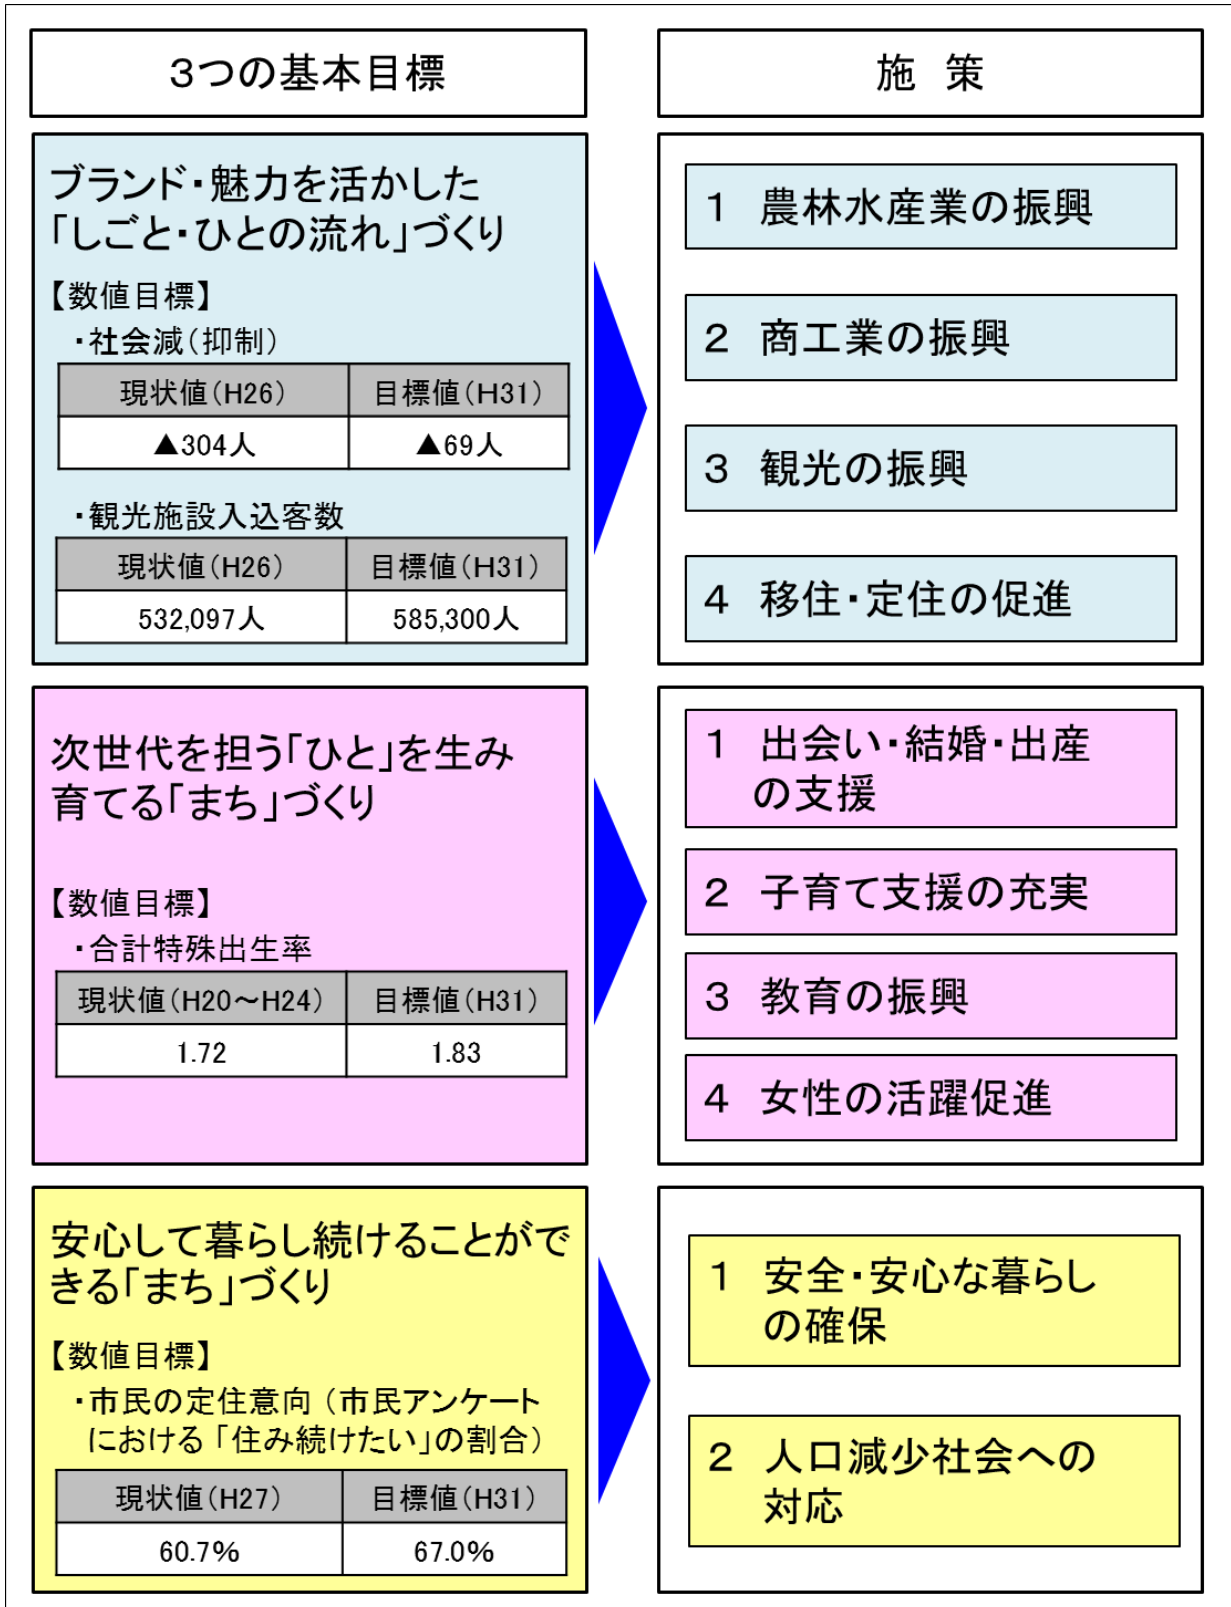 3つの基本目標
施 策
ブランド・魅力を活かした
「しごと・ひとの流れ」づくり
【数値目標】
・社会減(抑制)
現状値(H26) 目標値(H31)
▲304人 ▲69人
・観光施設入込客数
現状値(H26) 目標値(H31)
532,097人 585,300人
1 農林水産業の振興
2 商工業の振興
3 観光の振興
4 移住・定住の促進
次世代を担う「ひと」を生み
育てる「まち」づくり
【数値目標】
・合計特殊出生率
現状値(H20～H24) 目標値(H31)
1.72 1.83
1 出会い・結婚・出産
の支援
2 子育て支援の充実
3 教育の振興
4 女性の活躍促進
安心して暮らし続けることがで
きる「まち」づくり
【数値目標】
・市民の定住意向(市民アンケート
における「住み続けたい」の割合)
現状値(H27) 目標値(H31)
60.7% 67.0%
1 安全・安心な暮らし
の確保
2 人口減少社会への
対応